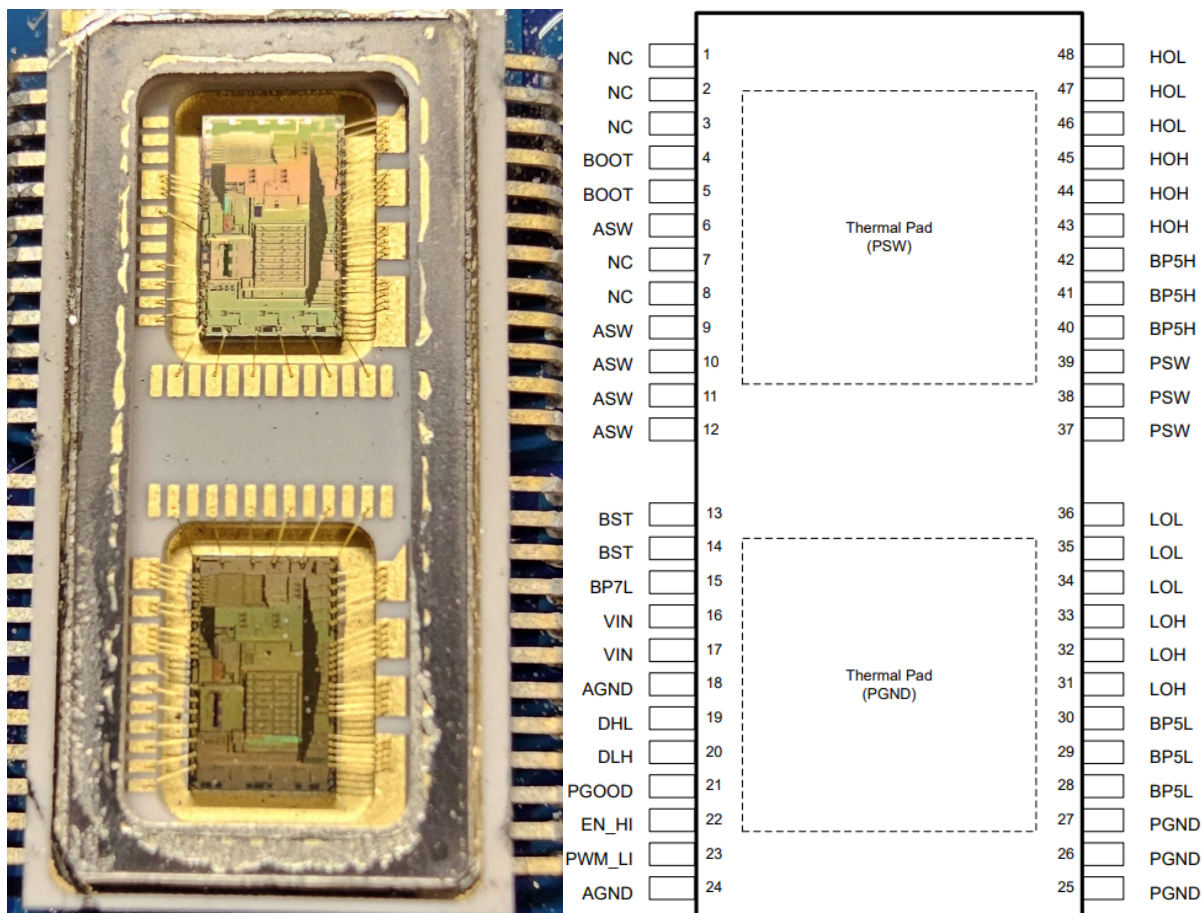 NC 1 48 HOL
NC 2 47 HOL
NC 3 46 HOL
BOOT 4 45 HOH
BOOT 5 44 HOH
ASW 6 43 HOH
Thermal Pad
(PSW)
NC 7 42 BP5H
NC 8 41 BP5H
ASW 9 40 BP5H
ASW 10 39 PSW
ASW 11 38 PSW
ASW 12 37 PSW
BST 13 36 LOL
BST 14 35 LOL
BP7L 15 34 LOL
VIN 16 33 LOH
VIN 17 32 LOH
AGND 18 31 LOH
Thermal Pad
(PGND)
DHL 19 30 BP5L
DLH 20 29 BP5L
PGOOD 21 28 BP5L
EN_HI 22 27 PGND
PWM_LI 23 26 PGND
AGND 24 25 PGND